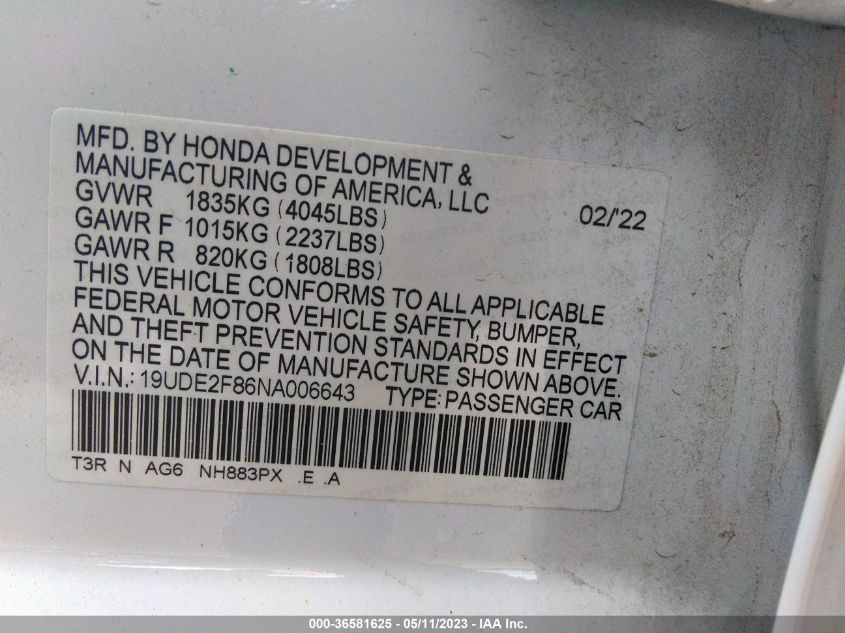 MFD. BY HONDA DEVELOPMENT &
MANUFACTURING OF AMERICA, LLC
GVWR 1835KG (4045LBS) 02/'22
GAWR F 1015KG (2237LBS)
GAWR R 820KG (1808LBS)
THIS VEHICLE CONFORMS TO ALL APPLICABLE
FEDERAL MOTOR VEHICLE SAFETY, BUMPER,
AND THEFT PREVENTION STANDARDS IN EFFECT
ON THE DATE OF MANUFACTURE SHOWN ABOVE.
V.I.N.: 19UDE2F86NA006643 TYPE: PASSENGER CAR
T3R N AG6 NH883PX .E .A
000-36581625 - 05/11/2023 - IAA Inc.